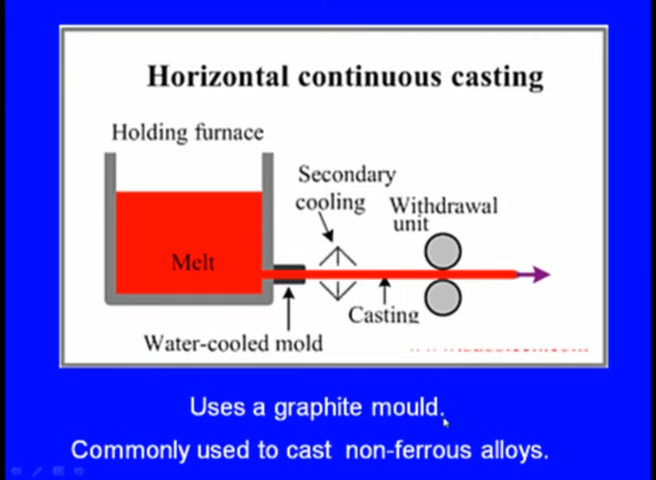 Horizontal continuous casting
Holding furnace
Secondary
cooling
Withdrawal
unit
Melt
Casting
Water-cooled mold
Uses a graphite mould.
Commonly used to cast non-ferrous alloys.